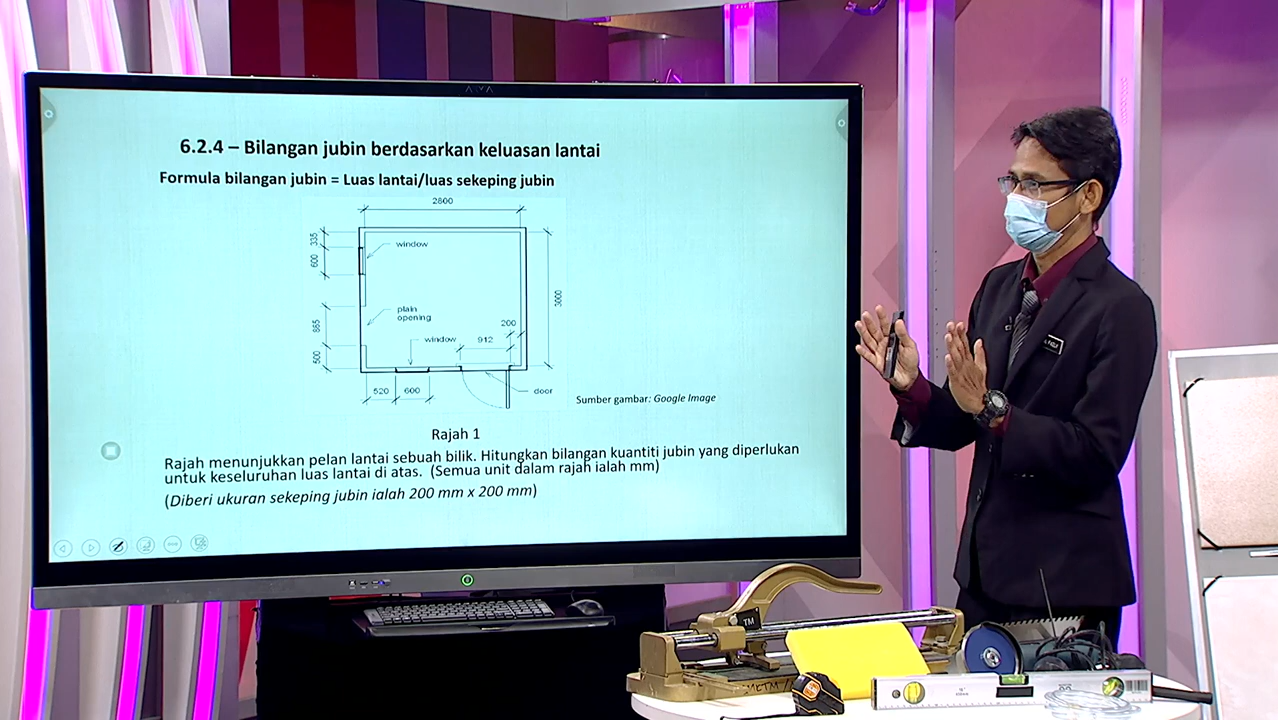 6.2.4 – Bilangan jubin berdasarkan keluasan lantai
Formula bilangan jubin = Luas lantai/luas sekeping jubin
2800
335
window
600
3000
plain
opening
865
200
window
912
500
520
600
door
Sumber gambar: Google Image
Rajah 1
Rajah menunjukkan pelan lantai sebuah bilik. Hitungkan bilangan kuantiti jubin yang diperlukan
untuk keseluruhan luas lantai di atas. (Semua unit dalam rajah ialah mm)
(Diberi ukuran sekeping jubin ialah 200 mm x 200 mm)
TM